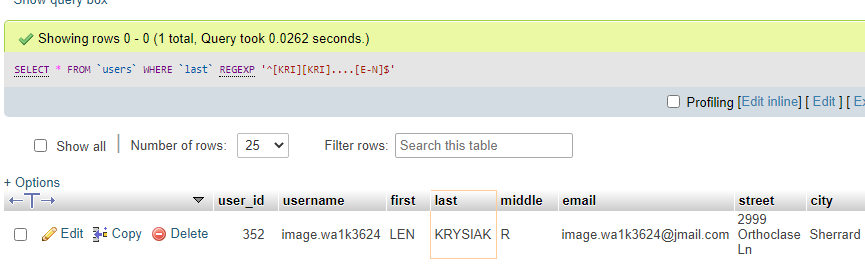 Show query box
Showing rows 0 - 0 (1 total, Query took 0.0262 seconds.)
SELECT * FROM `users` WHERE `last` REGEXP '^[KRI][KRI]....[E-N]$'
Profiling [Edit inline] [ Edit ] [ Ex
Show all Number of rows: 25 Filter rows: Search this table
+ Options
←T→ user_id username first last middle email street city
Edit Copy Delete 352 image.wa1k3624 LEN KRYSIAK R image.wa1k3624@jmail.com 2999 Sherrard
Orthoclase
Ln